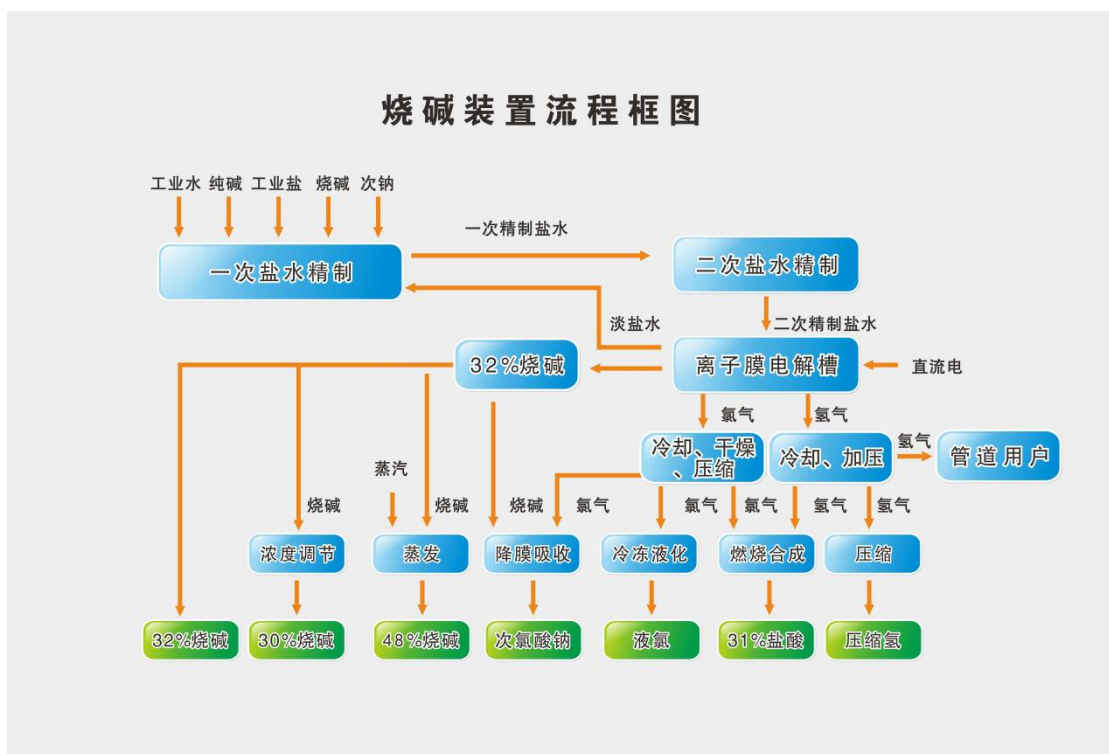 烧碱装置流程框图
工业水 纯碱 工业盐 烧碱 次钠
一次精制盐水
一次盐水精制
二次盐水精制
淡盐水
二次精制盐水
32%烧碱
离子膜电解槽
直流电
氯气
氢气
冷却、干燥
、压缩
冷却、加压
氢气
管道用户
蒸汽
烧碱
烧碱
烧碱
氯气
氯气
氯气
氢气
氢气
浓度调节
蒸发
降膜吸收
冷冻液化
燃烧合成
压缩
32%烧碱
30%烧碱
48%烧碱
次氯酸钠
液氯
31%盐酸
压缩氢